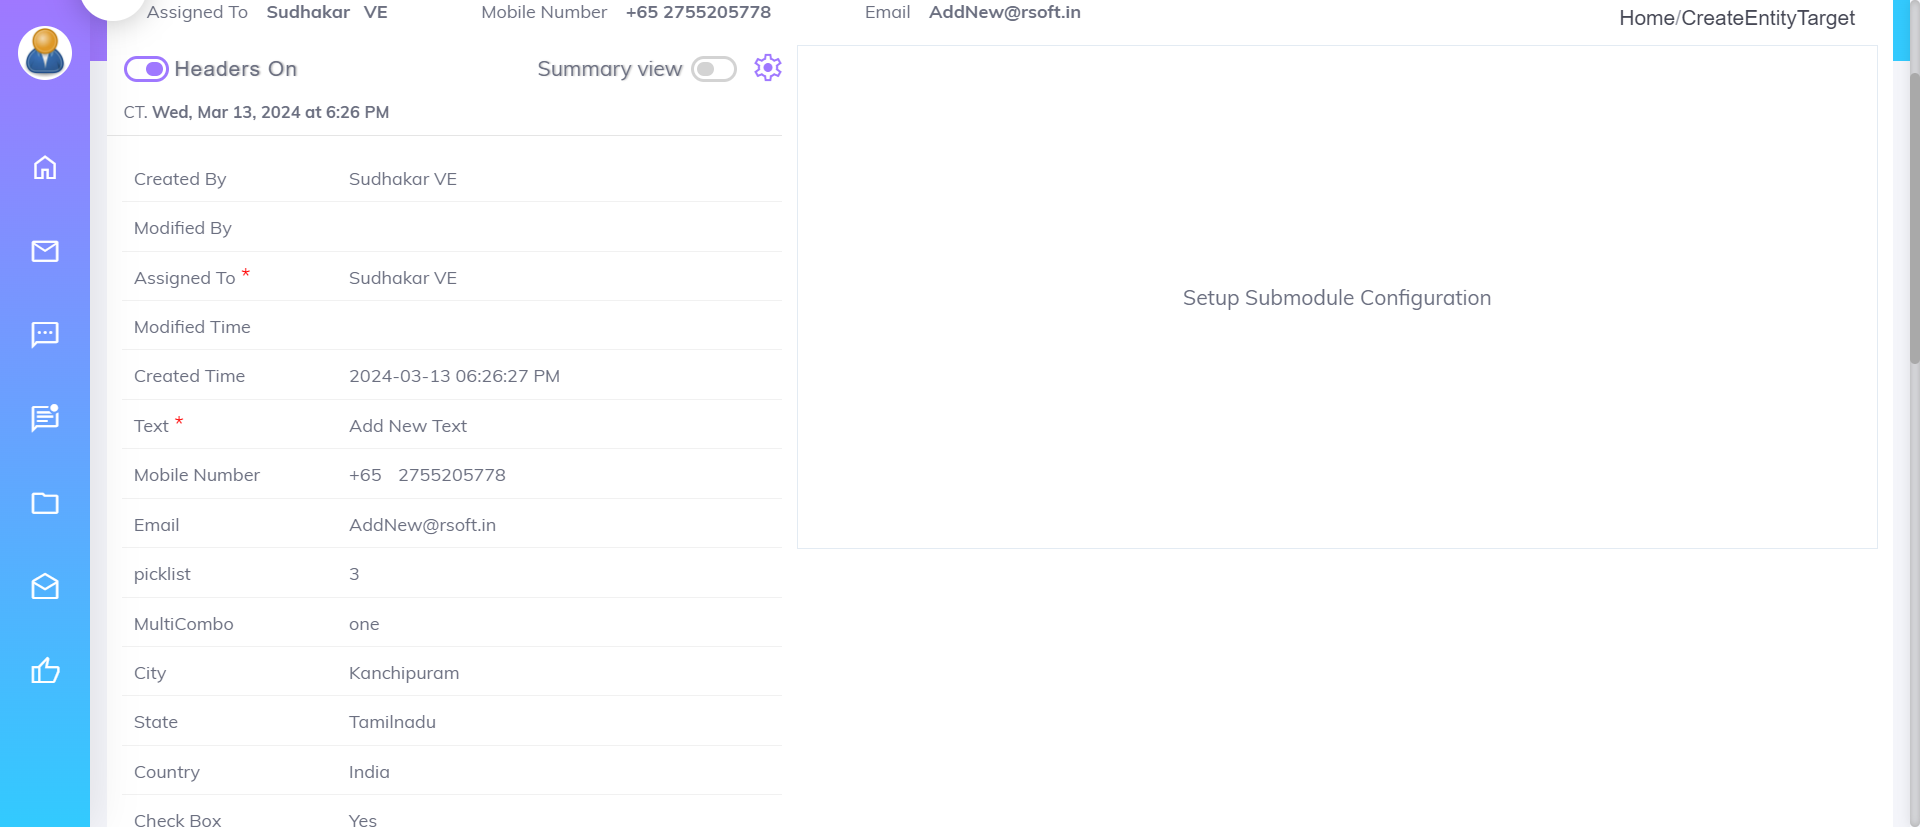 Assigned To Sudhakar VE Mobile Number +65 2755205778 Email AddNew@rsoft.in Home/CreateEntityTarget
Headers On Summary view
CT. Wed, Mar 13, 2024 at 6:26 PM
Created By Sudhakar VE
Modified By
Assigned To * Sudhakar VE
Modified Time
Created Time 2024-03-13 06:26:27 PM
Text * Add New Text
Mobile Number +65 2755205778
Email AddNew@rsoft.in
picklist 3
MultiCombo one
City Kanchipuram
State Tamilnadu
Country India
Check Box Yes
Setup Submodule Configuration